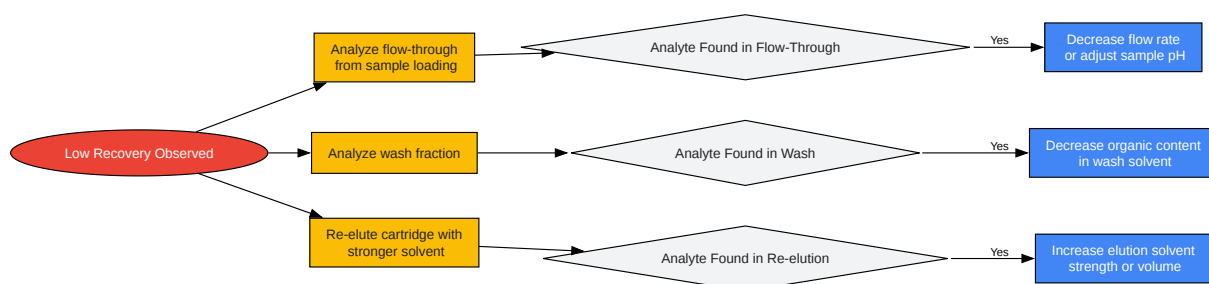 Low Recovery Observed
Analyze flow-through
from sample loading
Analyte Found in Flow-Through
Yes
Decrease flow rate
or adjust sample pH
Analyze wash fraction
Analyte Found in Wash
Yes
Decrease organic content
in wash solvent
Re-elute cartridge with
stronger solvent
Analyte Found in Re-elution
Yes
Increase elution solvent
strength or volume